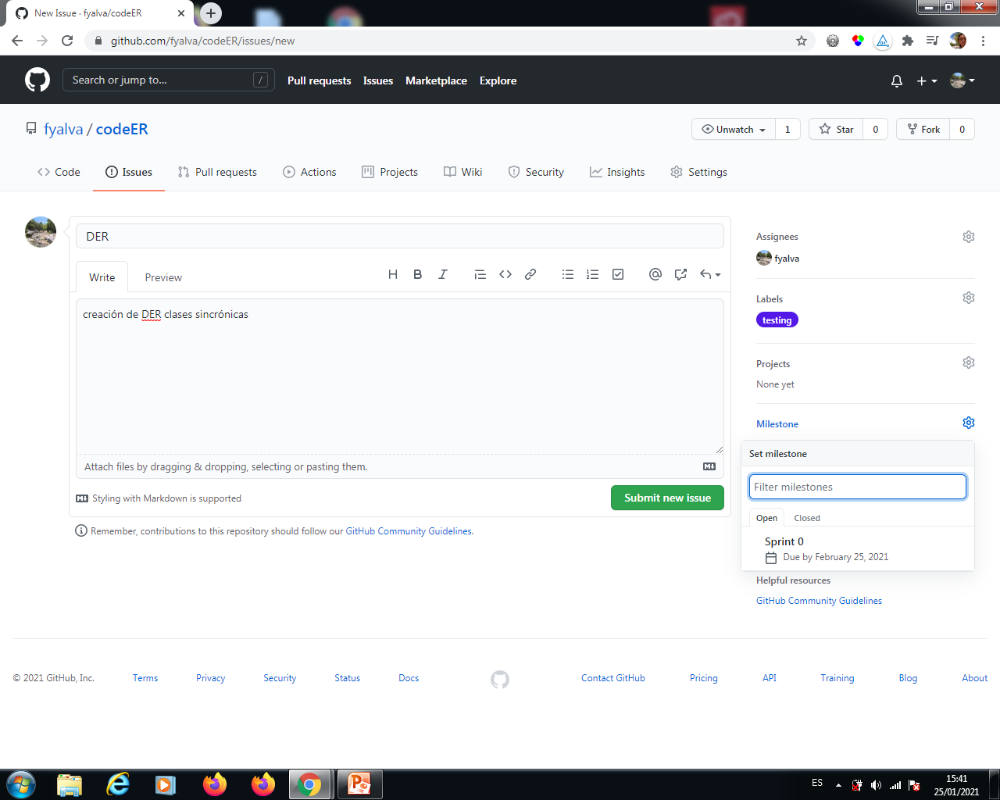 New Issue · fyalva/codeER
github.com/fyalva/codeER/issues/new
Search or jump to...
/
Pull requests
Issues
Marketplace
Explore
fyalva / codeER
Unwatch
1
Star
0
Fork
0
Code
Issues
Pull requests
Actions
Projects
Wiki
Security
Insights
Settings
DER
Write
Preview
H
B
I
creación de DER clases sincrónicas
Attach files by dragging & dropping, selecting or pasting them.
Styling with Markdown is supported
Submit new issue
Remember, contributions to this repository should follow our GitHub Community Guidelines.
Assignees
fyalva
Labels
testing
Projects
None yet
Milestone
Set milestone
Filter milestones
Open
Closed
Sprint 0
Due by February 25, 2021
Helpful resources
GitHub Community Guidelines
© 2021 GitHub, Inc.
Terms
Privacy
Security
Status
Docs
Contact GitHub
Pricing
API
Training
Blog
About
ES
15:41
25/01/2021